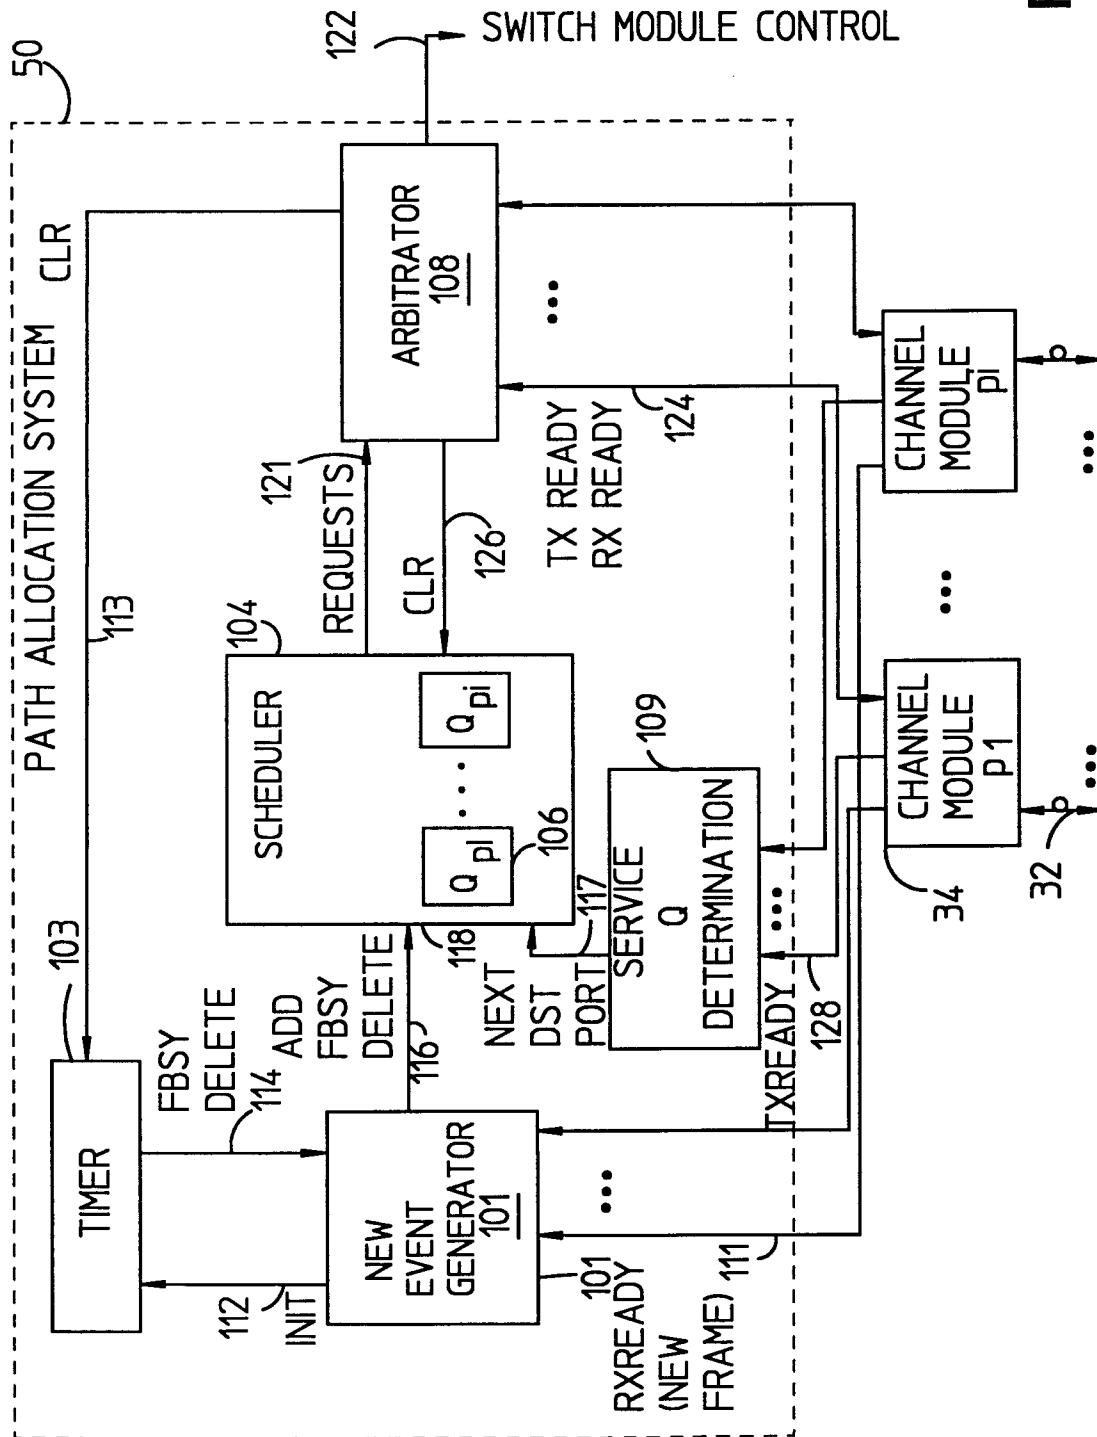 50
PATH ALLOCATION SYSTEM
CLR
113
122
SWITCH MODULE CONTROL
103
TIMER
FBSY
DELETE
114
112
INIT
NEW
EVENT
GENERATOR
101
101
RXREADY
(NEW
FRAME)
111
ADD
FBSY
DELETE
116
104
SCHEDULER
118
Q pl
• • •
Q pi
106
REQUESTS
121
CLR
126
ARBITRATOR
108
•••
TX READY
RX READY
124
NEXT
DST
PORT
117
109
SERVICE
Q
DETERMINATION
•••
TXREADY
128
•••
CHANNEL
MODULE
p1
34
32
•••
•••
CHANNEL
MODULE
pi
•••